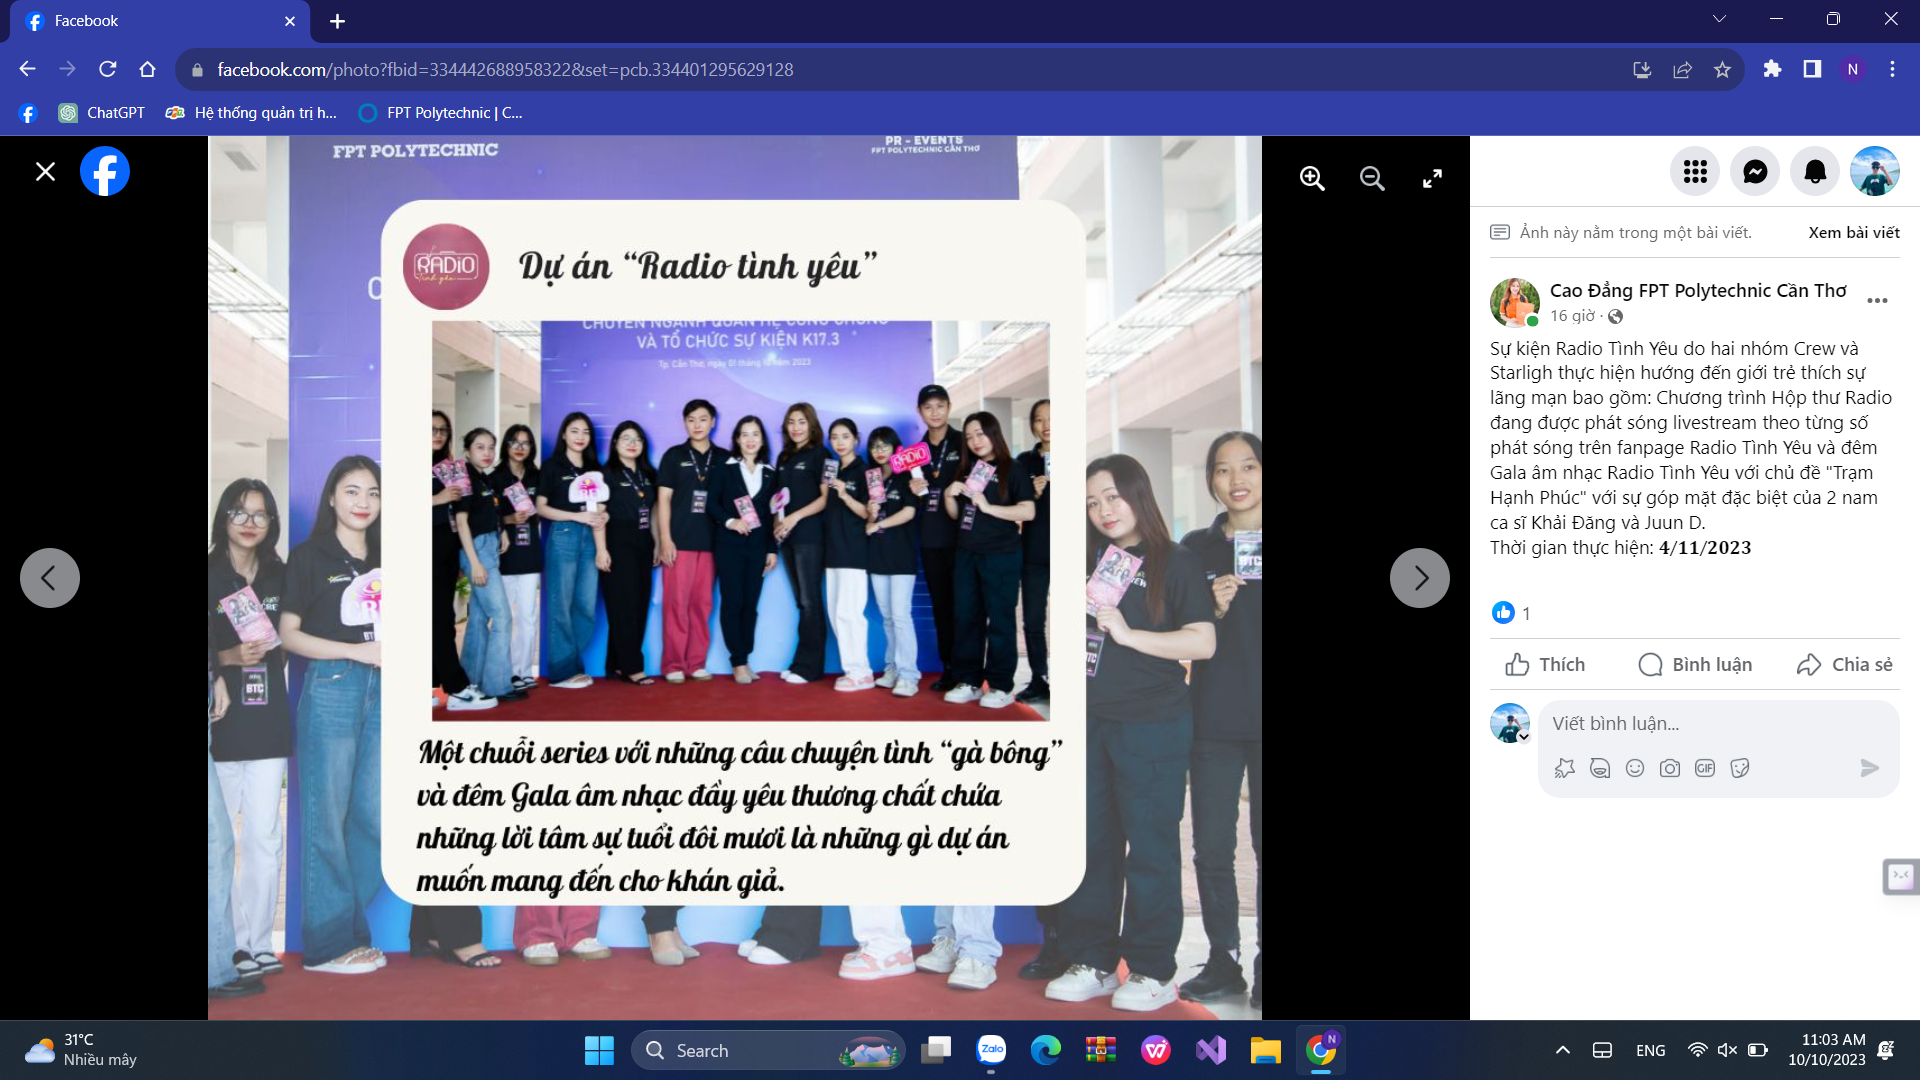 Facebook
facebook.com/photo?fbid=334442688958322&set=pcb.334401295629128
N
ChatGPT
Hệ thống quản trị h...
FPT Polytechnic | C...
FPT POLYTECHNIC
PR - EVENTS
FPT POLYTECHNIC CẦN THƠ
RADIO
Tình yêu
Dự án “Radio tình yêu”
CHUYÊN NGÀNH QUAN HỆ CÔNG CHÚNG
VÀ TỔ CHỨC SỰ KIỆN K17.3
RADIO
BTC
Một chuỗi series với những câu chuyện tình “gà bông”
và đêm Gala âm nhạc đầy yêu thương chất chứa
những lời tâm sự tuổi đôi mươi là những gì dự án
muốn mang đến cho khán giả.
Ảnh này nằm trong một bài viết.
Xem bài viết
Cao Đẳng FPT Polytechnic Cần Thơ
16 giờ ·
Sự kiện Radio Tình Yêu do hai nhóm Crew và
Starligh thực hiện hướng đến giới trẻ thích sự
lãng mạn bao gồm: Chương trình Hộp thư Radio
đang được phát sóng livestream theo từng số
phát sóng trên fanpage Radio Tình Yêu và đêm
Gala âm nhạc Radio Tình Yêu với chủ đề "Trạm
Hạnh Phúc" với sự góp mặt đặc biệt của 2 nam
ca sĩ Khải Đăng và Juun D.
Thời gian thực hiện: 4/11/2023
1
Thích
Bình luận
Chia sẻ
Viết bình luận...
GIF
31°C
Nhiều mây
Search
Zalo
N
ENG
11:03 AM
10/10/2023